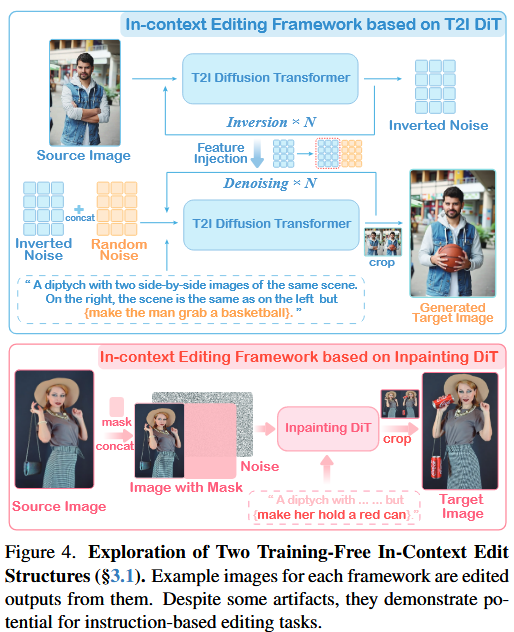 In-context Editing Framework based on T2I DiT
T2I Diffusion Transformer
Inversion × N
Source Image
Inverted Noise
Feature
Injection
Denoising × N
concat
T2I Diffusion Transformer
Inverted
Noise
Random
Noise
crop
“ A diptych with two side-by-side images of the same scene.
On the right, the scene is the same as on the left but
{make the man grab a basketball}. ”
Generated
Target Image
In-context Editing Framework based on Inpainting DiT
mask
concat
Inpainting DiT
crop
Noise
Source Image
Image with Mask
“ A diptych with ... ... but
{make her hold a red can}.”
Target
Image
Figure 4. Exploration of Two Training-Free In-Context Edit
Structures (§3.1). Example images for each framework are edited
outputs from them. Despite some artifacts, they demonstrate po-
tential for instruction-based editing tasks.